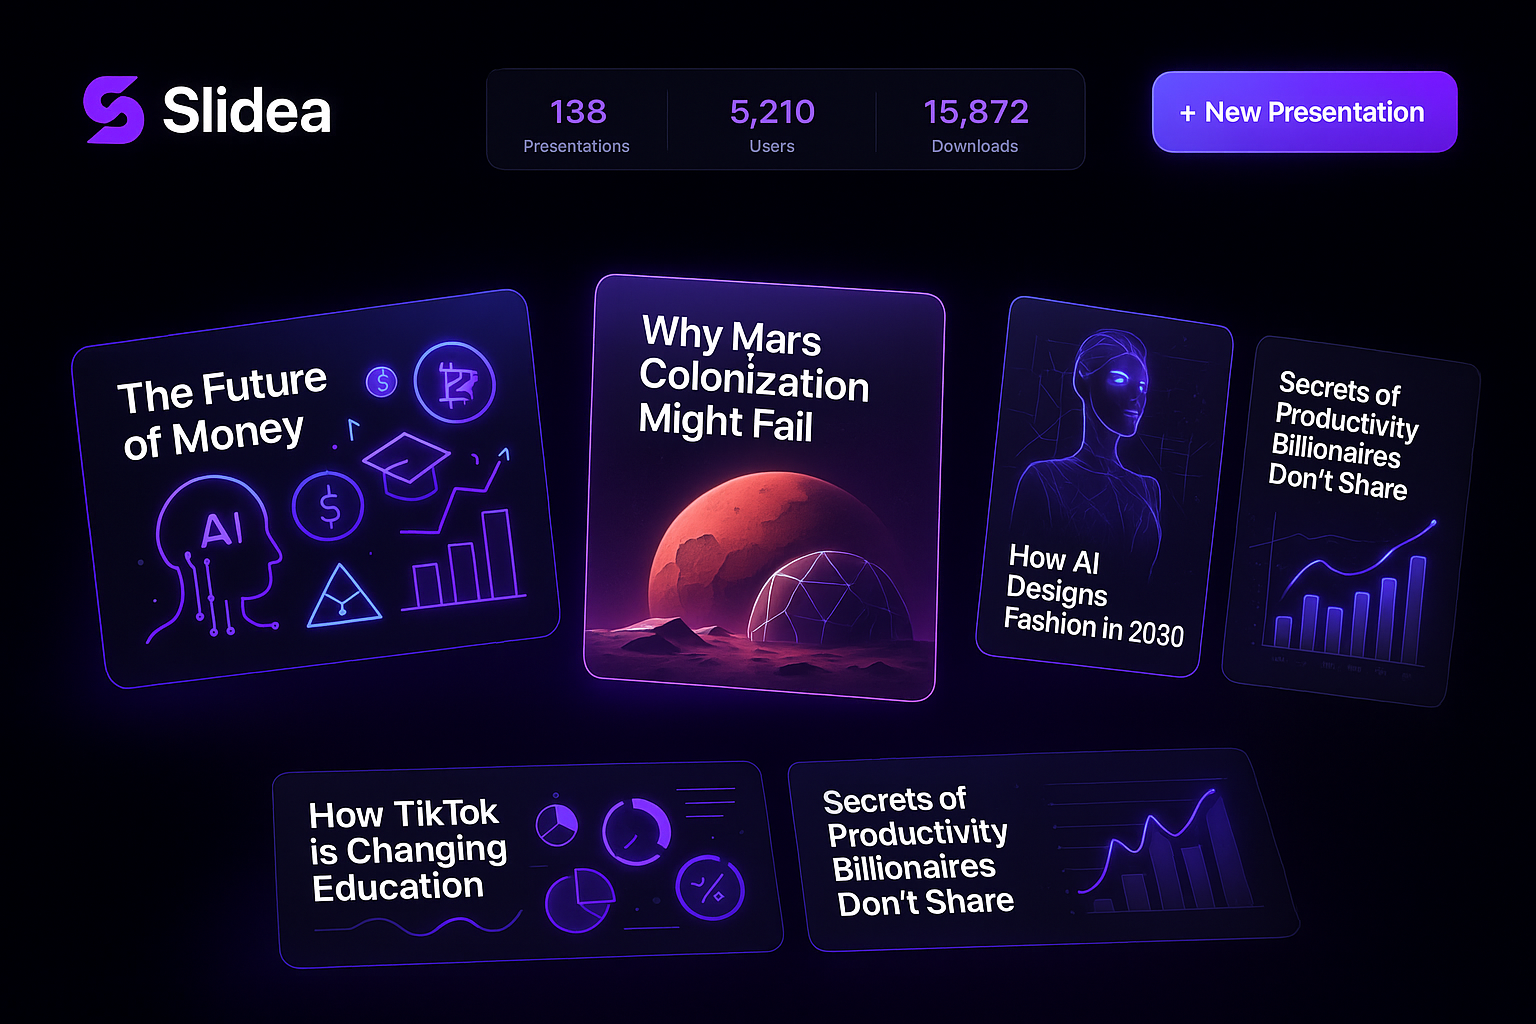 Slidea
138
Presentations
5,210
Users
15,872
Downloads
+ New Presentation
The Future
of Money
$
AI
$
Why Mars
Colonization
Might Fail
How AI
Designs
Fashion in 2030
Secrets of
Productivity
Billionaires
Don't Share
How TikTok
is Changing
Education
Secrets of
Productivity
Billionaires
Don't Share